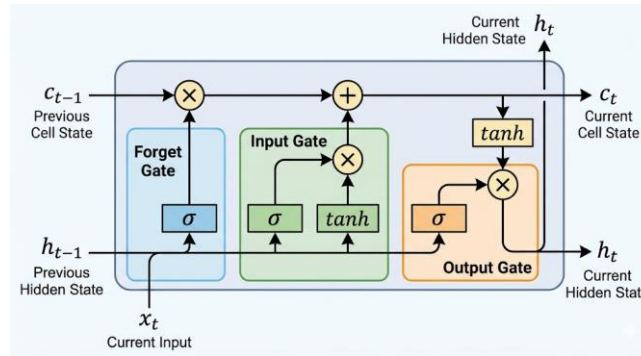 Current
Hidden State
h_t
c_{t-1}
Previous
Cell State
×
+
c_t
Current
Cell State
tanh
Forget
Gate
Input Gate
×
×
σ
σ
tanh
σ
h_{t-1}
Previous
Hidden State
Output Gate
h_t
Current
Hidden Stat
x_t
Current Input